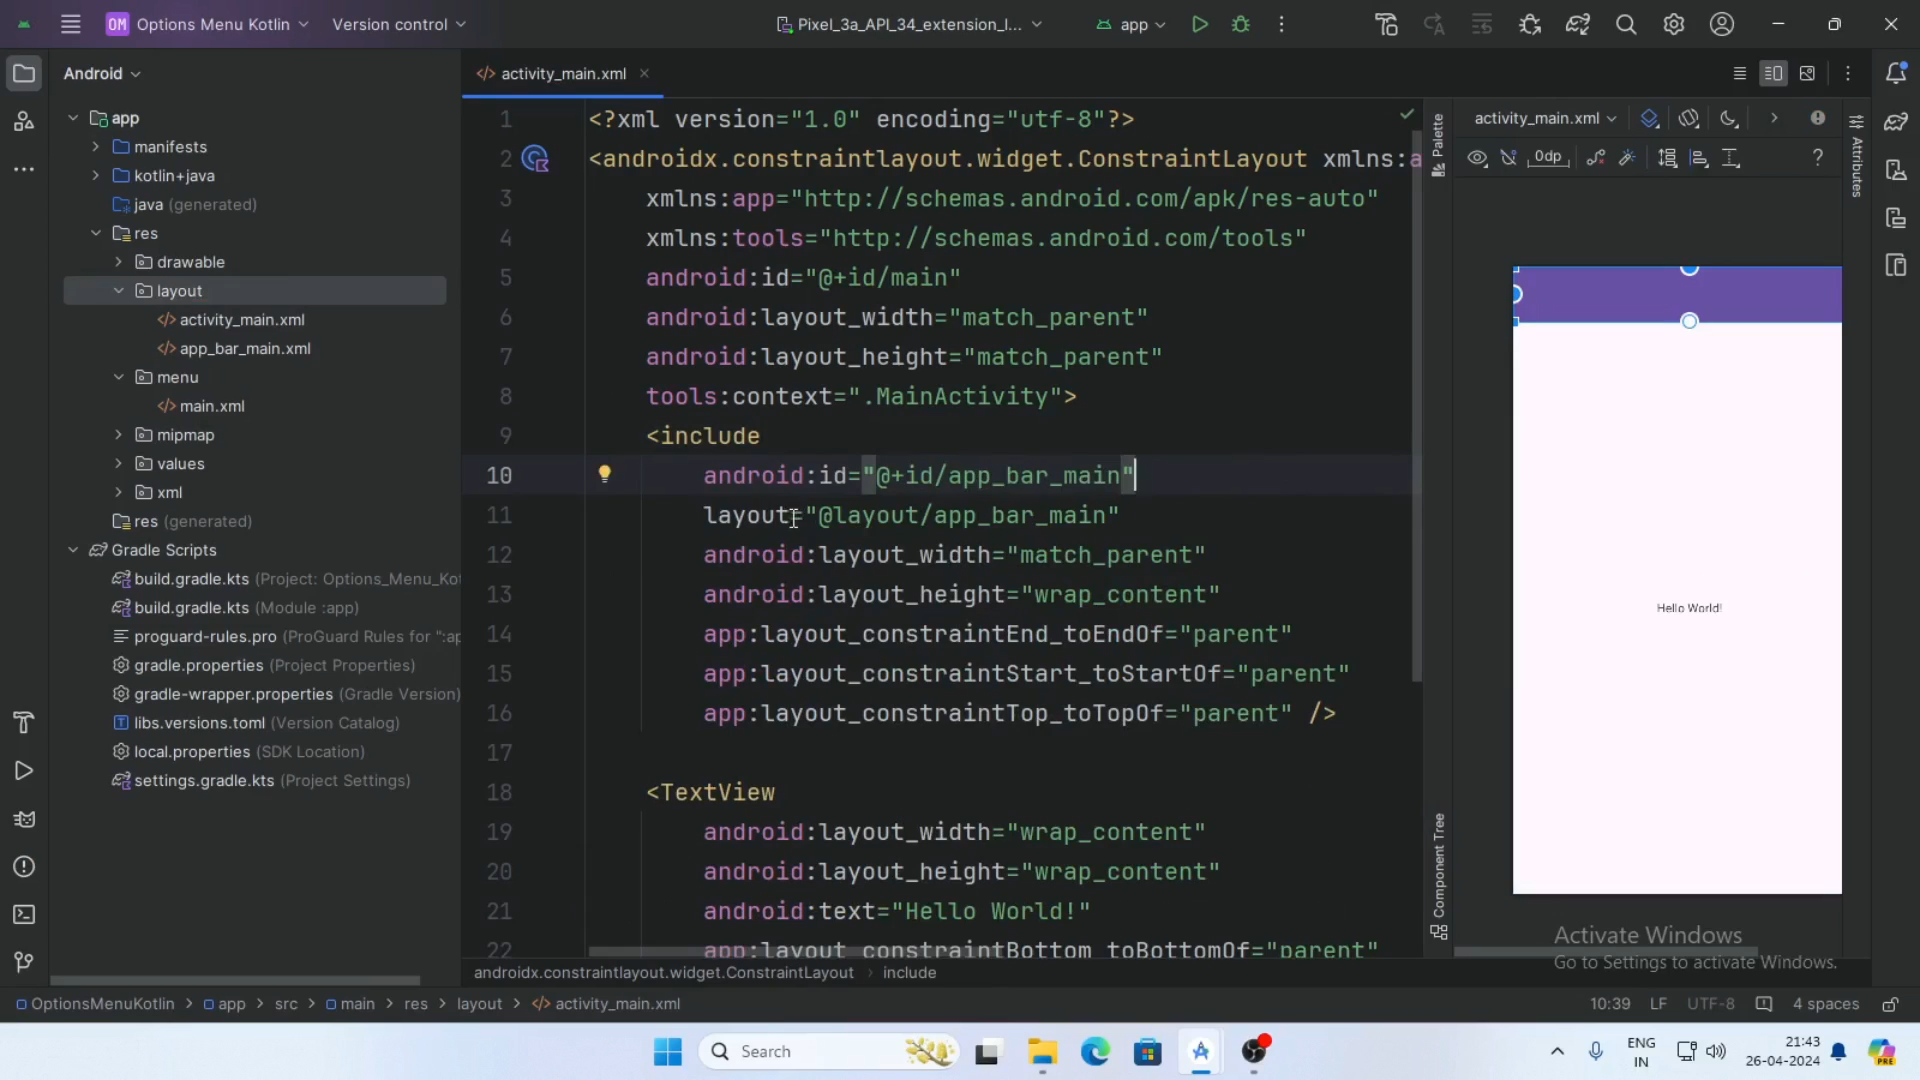 OM Options Menu Kotlin Version control Pixel_3a_API_34_extension_l... app
Android
activity_main.xml
app
manifests
kotlin+java
java (generated)
res
drawable
layout
activity_main.xml
app_bar_main.xml
menu
main.xml
mipmap
values
xml
res (generated)
Gradle Scripts
build.gradle.kts (Project: Options_Menu_Kot
build.gradle.kts (Module :app)
proguard-rules.pro (ProGuard Rules for ":ap
gradle.properties (Project Properties)
gradle-wrapper.properties (Gradle Version)
libs.versions.toml (Version Catalog)
local.properties (SDK Location)
settings.gradle.kts (Project Settings)
1 <?xml version="1.0" encoding="utf-8"?>
2 <androidx.constraintlayout.widget.ConstraintLayout xmlns:a
3 xmlns:app="http://schemas.android.com/apk/res-auto"
4 xmlns:tools="http://schemas.android.com/tools"
5 android:id="@+id/main"
6 android:layout_width="match_parent"
7 android:layout_height="match_parent"
8 tools:context=".MainActivity">
9 <include
10 android:id="@+id/app_bar_main"
11 layout="@layout/app_bar_main"
12 android:layout_width="match_parent"
13 android:layout_height="wrap_content"
14 app:layout_constraintEnd_toEndOf="parent"
15 app:layout_constraintStart_toStartOf="parent"
16 app:layout_constraintTop_toTopOf="parent" />
17
18 <TextView
19 android:layout_width="wrap_content"
20 android:layout_height="wrap_content"
21 android:text="Hello World!"
22 app:layout_constraintBottom_toBottomOf="parent"
androidx.constraintlayout.widget.ConstraintLayout > include
Palette
Component Tree
activity_main.xml
0dp
?
Attributes
Hello World!
Activate Windows
Go to Settings to activate Windows.
OptionsMenuKotlin > app > src > main > res > layout > activity_main.xml
10:39 LF UTF-8 4 spaces
Search
ENG
IN
21:43
26-04-2024
PRE